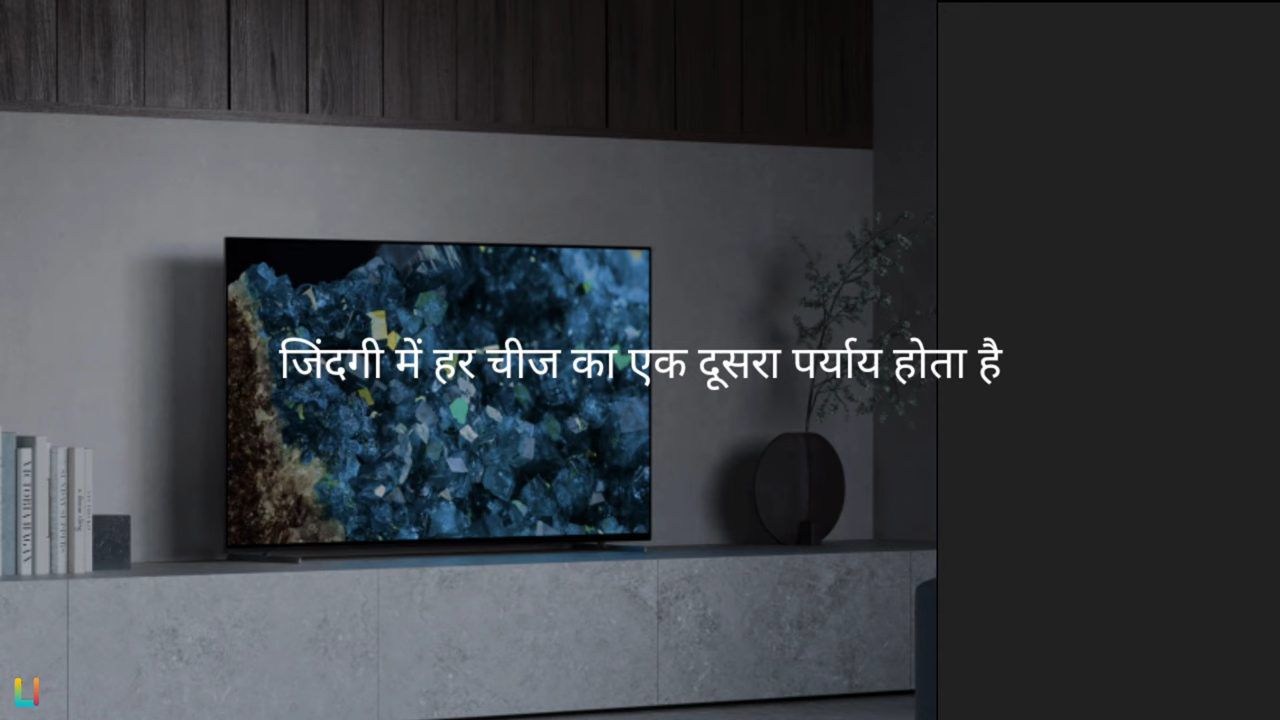 जिंदगी में हर चीज का एक दूसरा पर्याय होता है